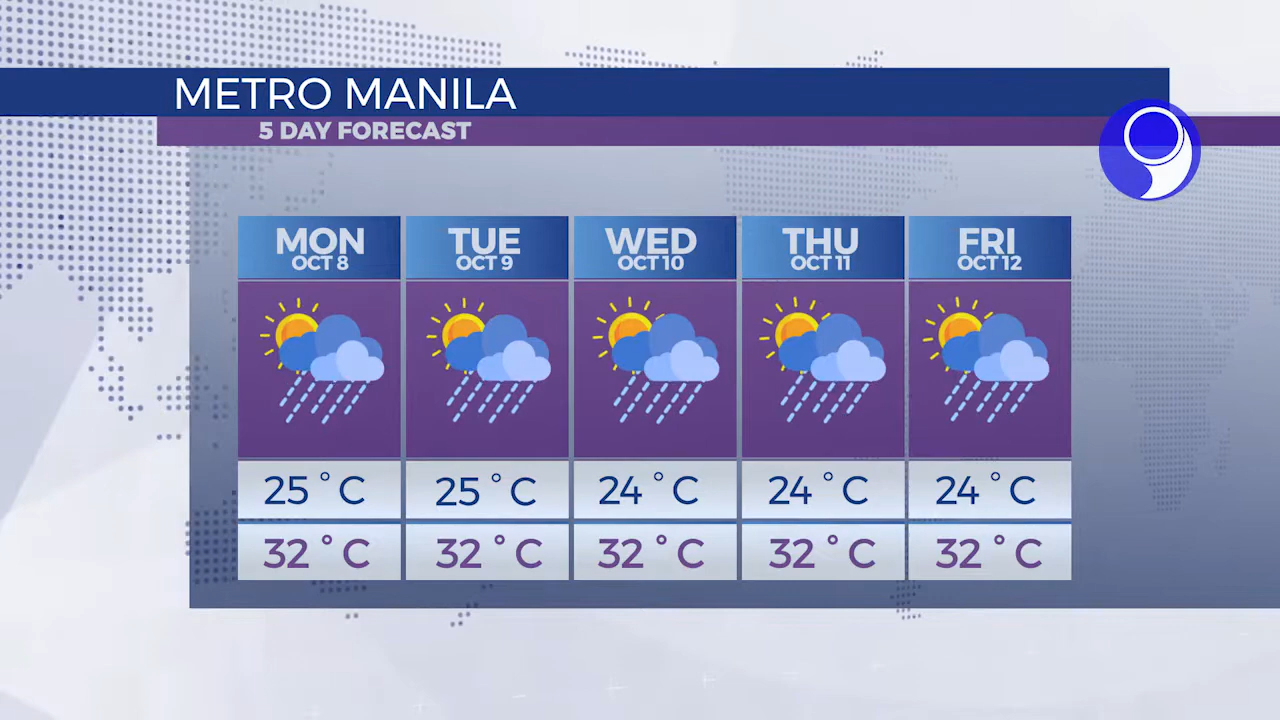 METRO MANILA
5 DAY FORECAST
MON TUE WED THU FRI
OCT 8 OCT 9 OCT 10 OCT 11 OCT 12
25°C 25°C 24°C 24°C 24°C
32°C 32°C 32°C 32°C 32°C